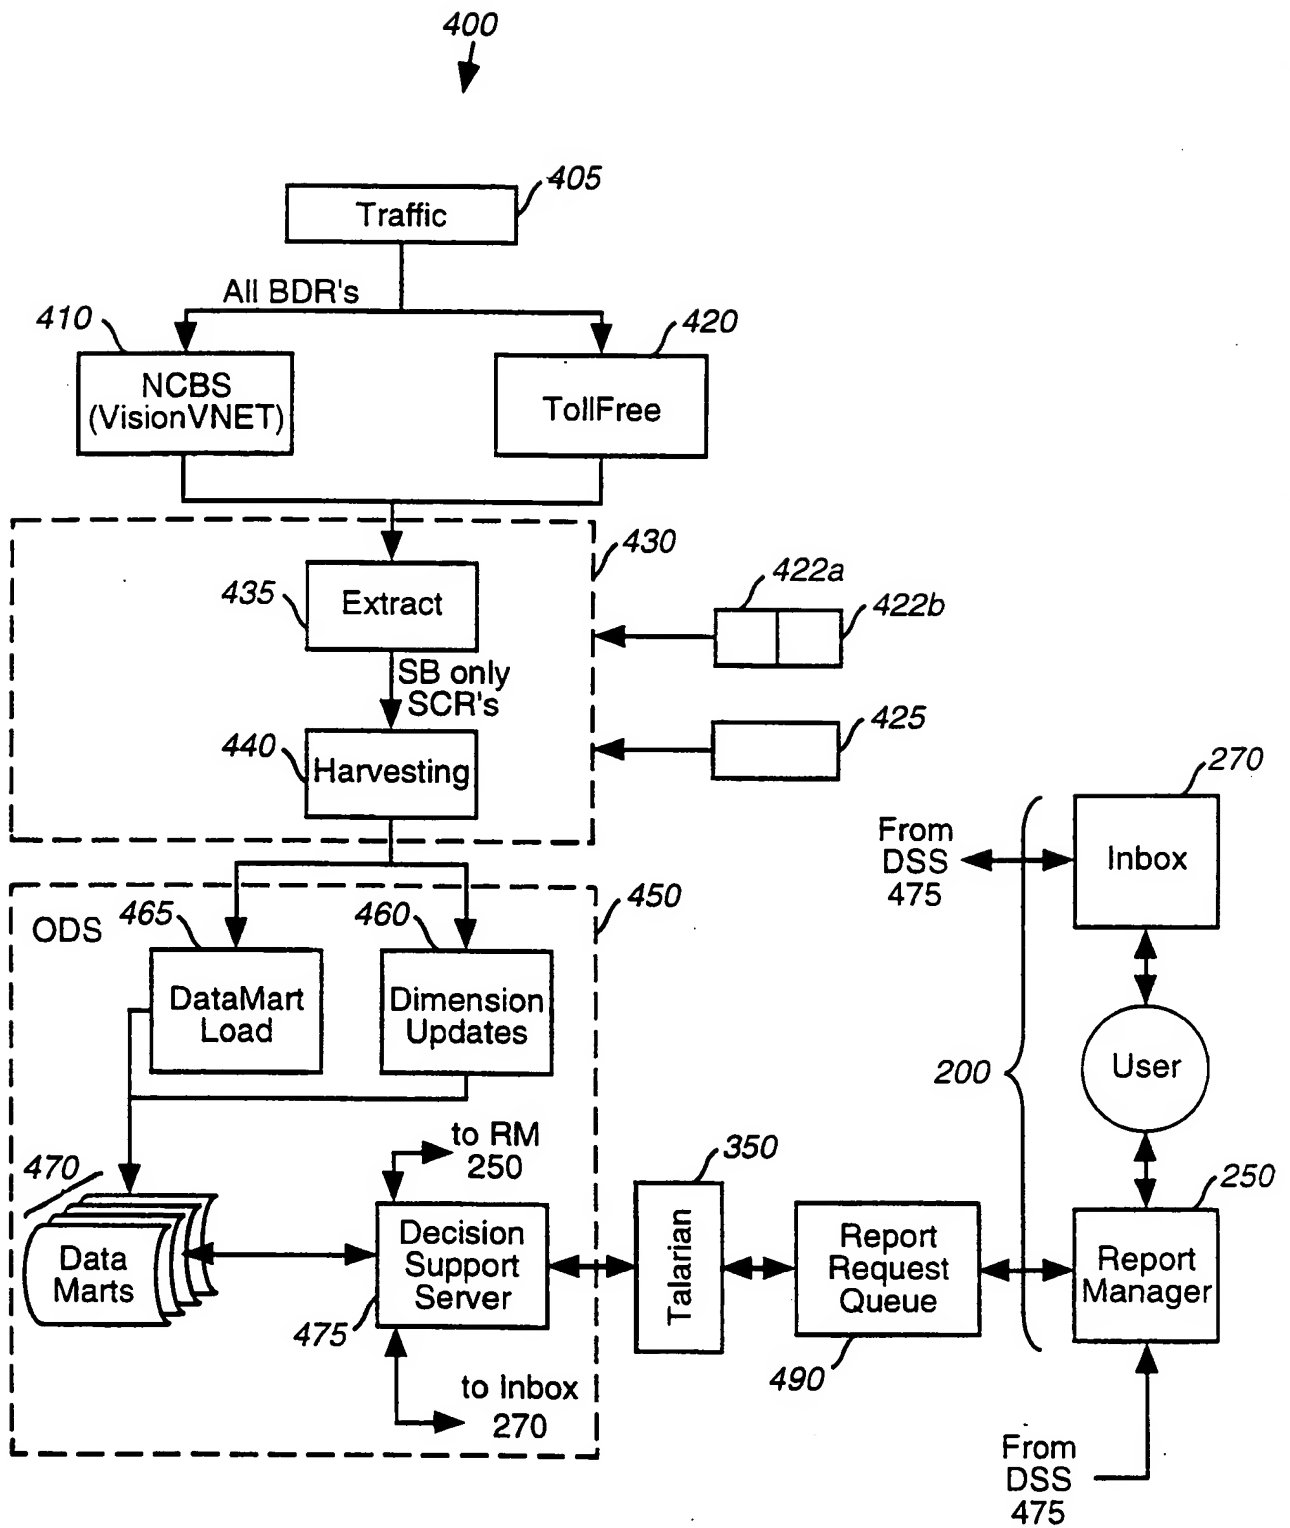 400
Traffic
405
All BDR's
410
420
NCBS
(VisionVNET)
TollFree
430
435
Extract
422a
422b
SB only
SCR's
425
440
Harvesting
270
From
DSS
475
Inbox
ODS
465
460
450
DataMart
Load
Dimension
Updates
200
User
to RM
250
350
470
250
Data
Marts
Decision
Support
Server
Talarian
Report
Request
Queue
Report
Manager
475
490
to Inbox
270
From
DSS
475